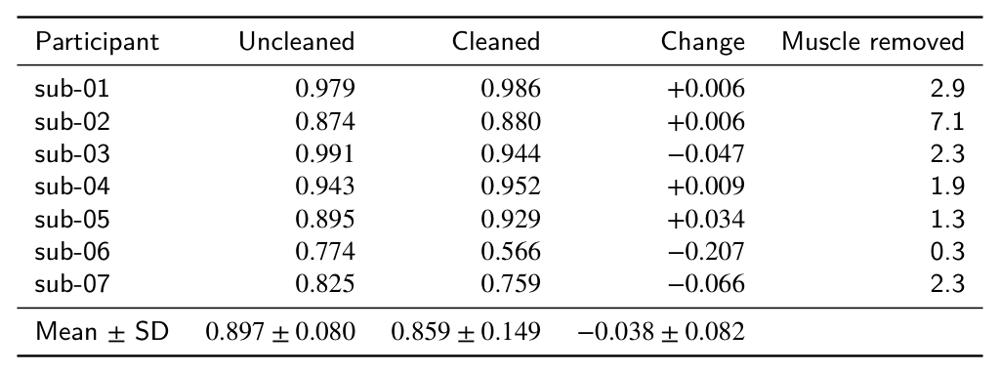 Participant Uncleaned Cleaned Change Muscle removed
sub-01 0.979 0.986 +0.006 2.9
sub-02 0.874 0.880 +0.006 7.1
sub-03 0.991 0.944 −0.047 2.3
sub-04 0.943 0.952 +0.009 1.9
sub-05 0.895 0.929 +0.034 1.3
sub-06 0.774 0.566 −0.207 0.3
sub-07 0.825 0.759 −0.066 2.3
Mean ± SD 0.897 ± 0.080 0.859 ± 0.149 −0.038 ± 0.082